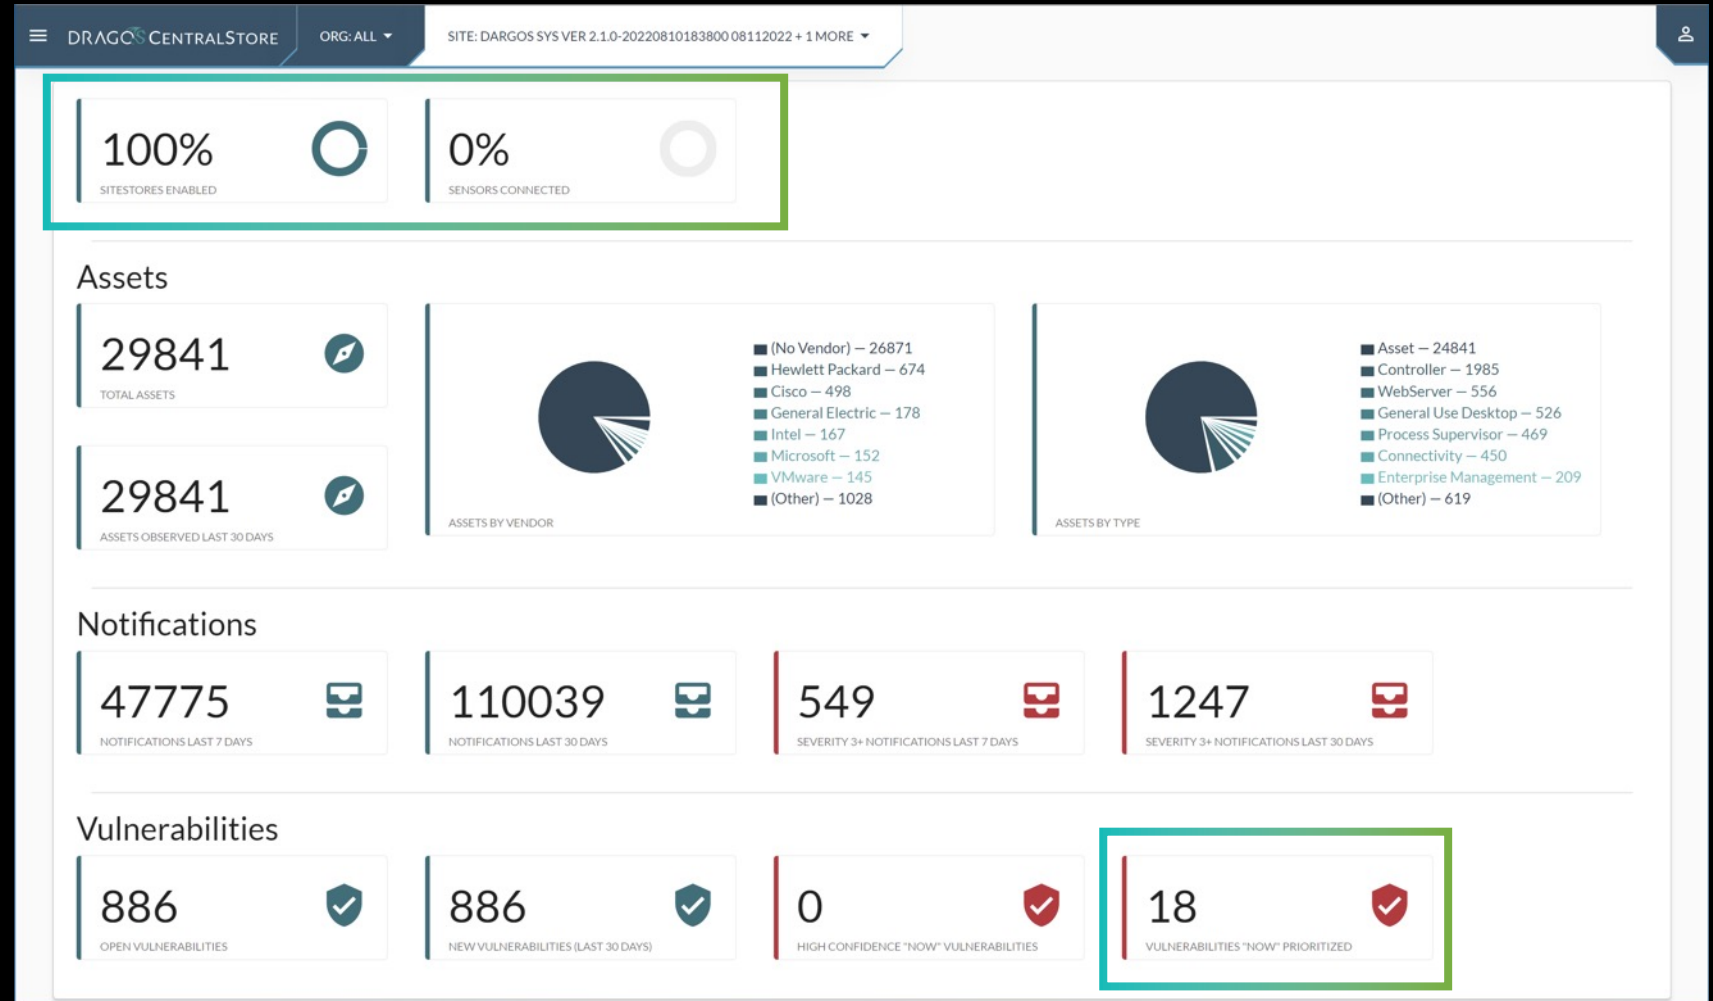 DRAGOS CENTRALSTORE
ORG: ALL
SITE: DARGOS SYS VER 2.1.0-20220810183800 08112022 + 1 MORE
100%
SITESTORES ENABLED
0%
SENSORS CONNECTED
Assets
29841
TOTAL ASSETS
29841
ASSETS OBSERVED LAST 30 DAYS
(No Vendor) — 26871
Hewlett Packard — 674
Cisco — 498
General Electric — 178
Intel — 167
Microsoft — 152
VMware — 145
(Other) — 1028
ASSETS BY VENDOR
Asset — 24841
Controller — 1985
WebServer — 556
General Use Desktop — 526
Process Supervisor — 469
Connectivity — 450
Enterprise Management — 209
(Other) — 619
ASSETS BY TYPE
Notifications
47775
NOTIFICATIONS LAST 7 DAYS
110039
NOTIFICATIONS LAST 30 DAYS
549
SEVERITY 3+ NOTIFICATIONS LAST 7 DAYS
1247
SEVERITY 3+ NOTIFICATIONS LAST 30 DAYS
Vulnerabilities
886
OPEN VULNERABILITIES
886
NEW VULNERABILITIES (LAST 30 DAYS)
0
HIGH CONFIDENCE "NOW" VULNERABILITIES
18
VULNERABILITIES "NOW" PRIORITIZED